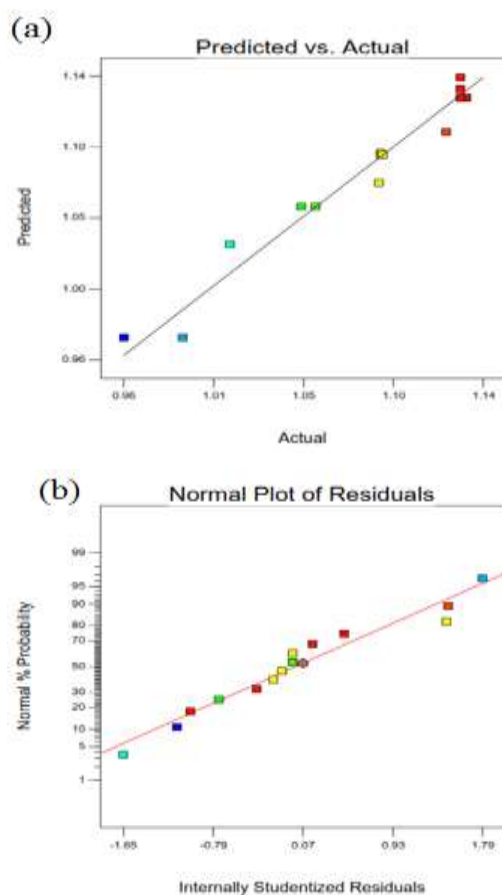 (a)
Predicted vs. Actual
1.14
1.10
1.05
1.00
0.96
Predicted
0.96 1.01 1.05 1.10 1.14
Actual
(b)
Normal Plot of Residuals
99
95
90
80
70
50
30
20
10
5
1
Normal % Probability
-1.65 -0.79 0.07 0.93 1.79
Internally Studentized Residuals